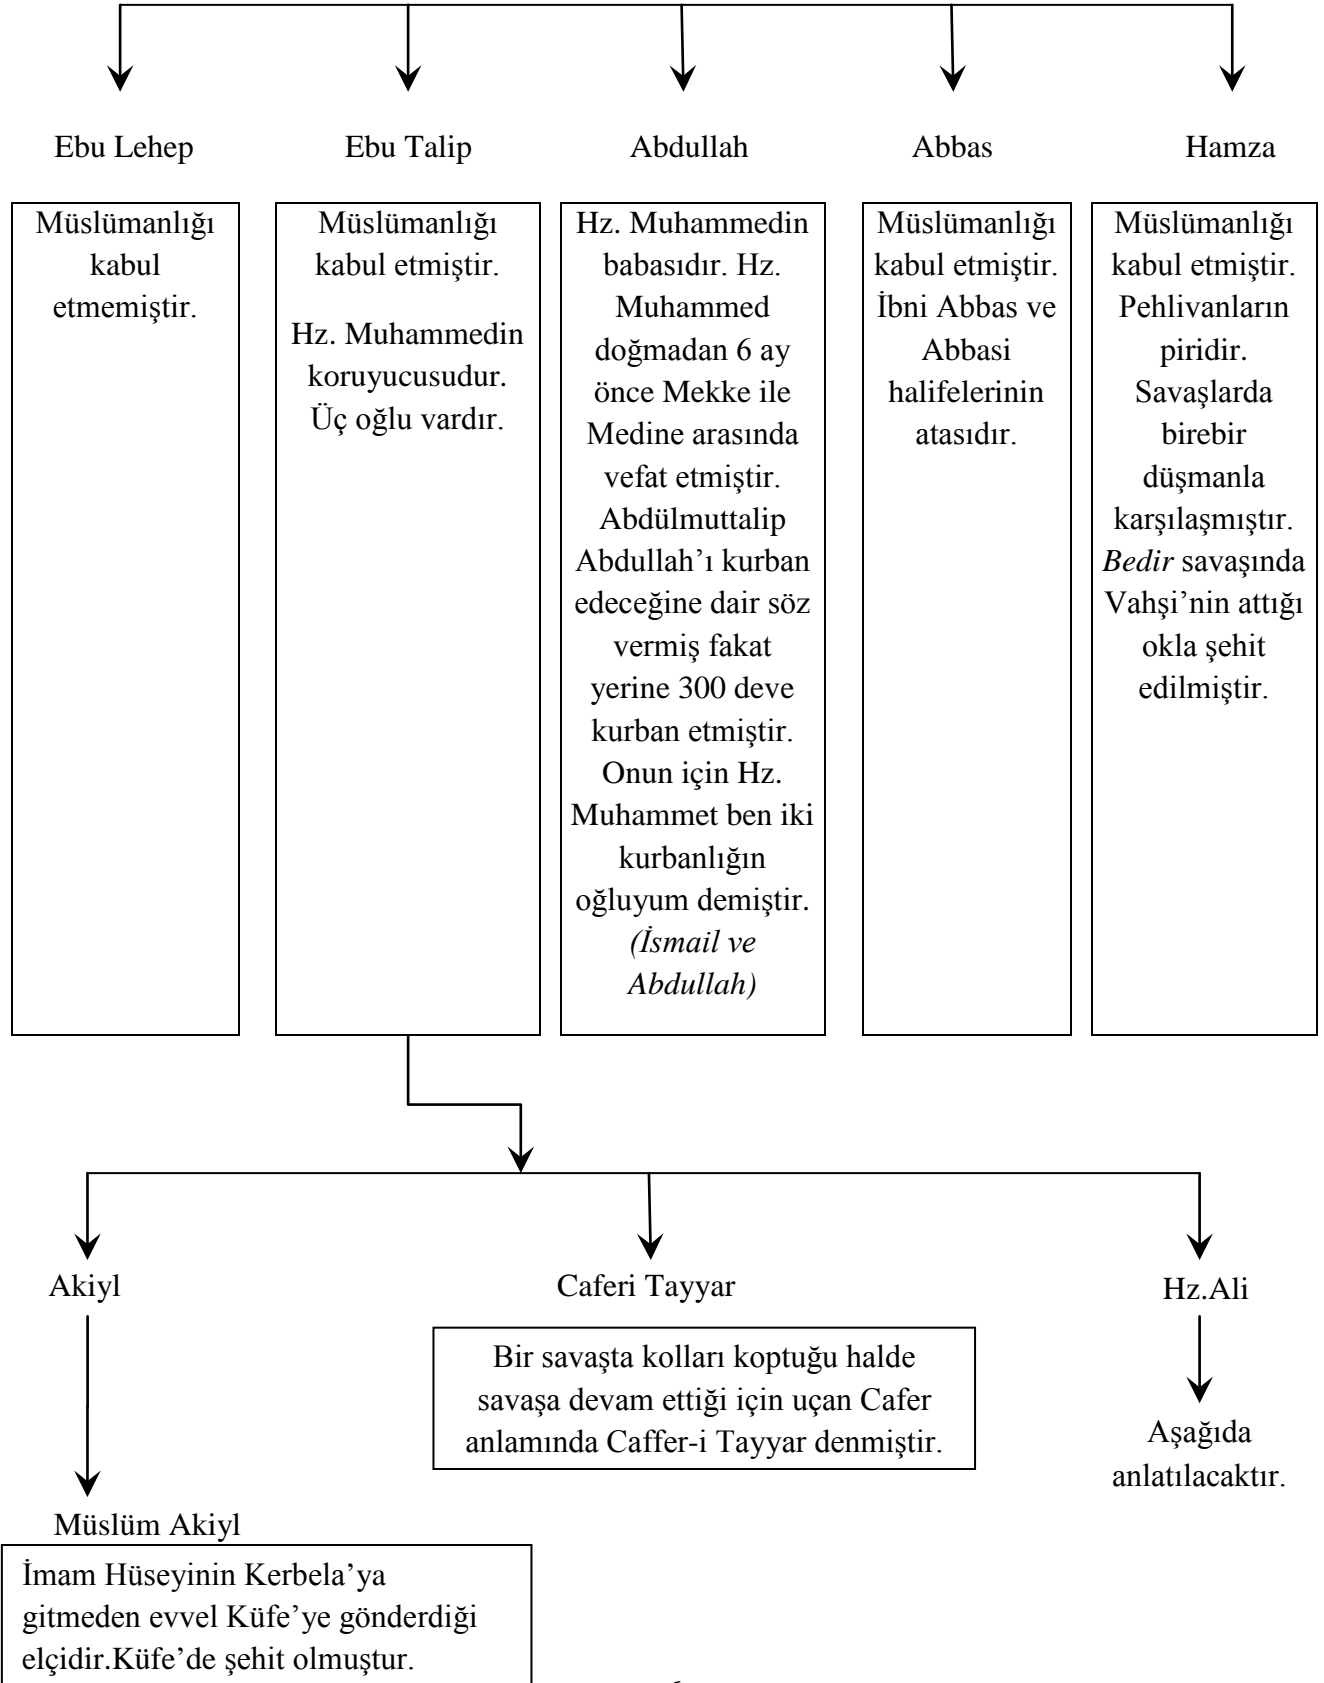 Ebu Lehep
Ebu Talip
Abdullah
Abbas
Hamza
Müslümanlığı
kabul
etmemiştir.
Müslümanlığı
kabul etmiştir.
Hz. Muhammedin
koruyucusudur.
Üç oğlu vardır.
Hz. Muhammedin
babasıdır. Hz.
Muhammed
doğmadan 6 ay
önce Mekke ile
Medine arasında
vefat etmiştir.
Abdülmuttalip
Abdullah’ı kurban
edeceğine dair söz
vermiş fakat
yerine 300 deve
kurban etmiştir.
Onun için Hz.
Muhammet ben iki
kurbanlığın
oğluyum demiştir.
(İsmail ve
Abdullah)
Müslümanlığı
kabul etmiştir.
İbni Abbas ve
Abbasi
halifelerinin
atasıdır.
Müslümanlığı
kabul etmiştir.
Pehlivanların
piridir.
Savaşlarda
birebir
düşmanla
karşılaşmıştır.
Bedir savaşında
Vahşi’nin attığı
okla şehit
edilmiştir.
Akiyl
Caferi Tayyar
Hz.Ali
Bir savaşta kolları koptuğu halde
savaşa devam ettiği için uçan Cafer
anlamında Caffer-i Tayyar denmiştir.
Aşağıda
anlatılacaktır.
Müslüm Akiyl
İmam Hüseyinin Kerbela’ya
gitmeden evvel Küfe’ye gönderdiği
elçidir.Küfe’de şehit olmuştur.